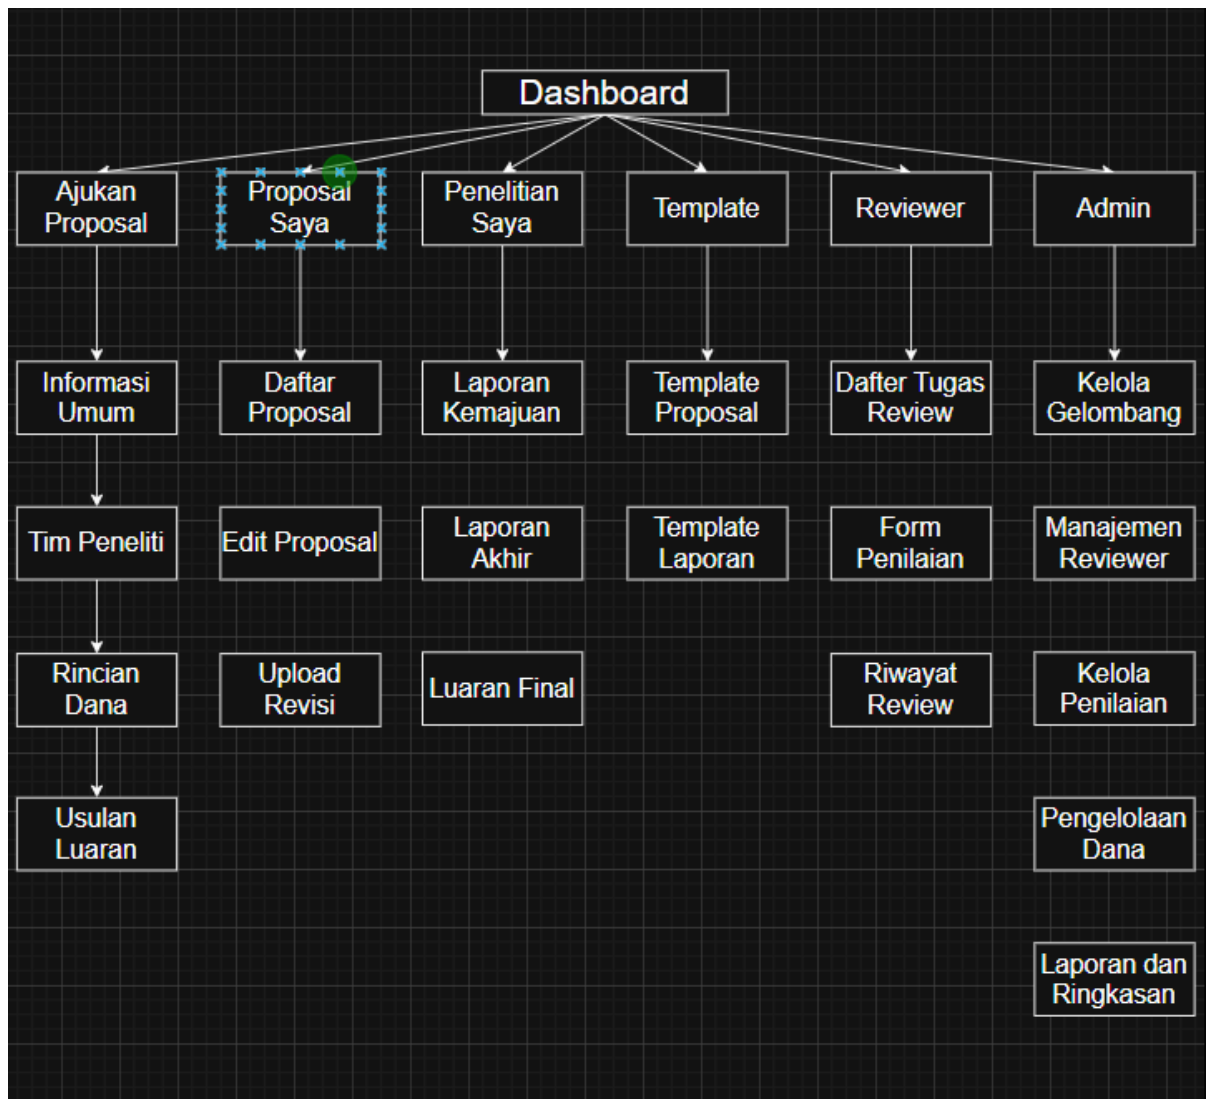 Dashboard
Ajukan
Proposal
Proposal
Saya
Penelitian
Saya
Template
Reviewer
Admin
Informasi
Umum
Daftar
Proposal
Laporan
Kemajuan
Template
Proposal
Dafter Tugas
Review
Kelola
Gelombang
Tim Peneliti
Edit Proposal
Laporan
Akhir
Template
Laporan
Form
Penilaian
Manajemen
Reviewer
Rincian
Dana
Upload
Revisi
Luaran Final
Riwayat
Review
Kelola
Penilaian
Usulan
Luaran
Pengelolaan
Dana
Laporan dan
Ringkasan